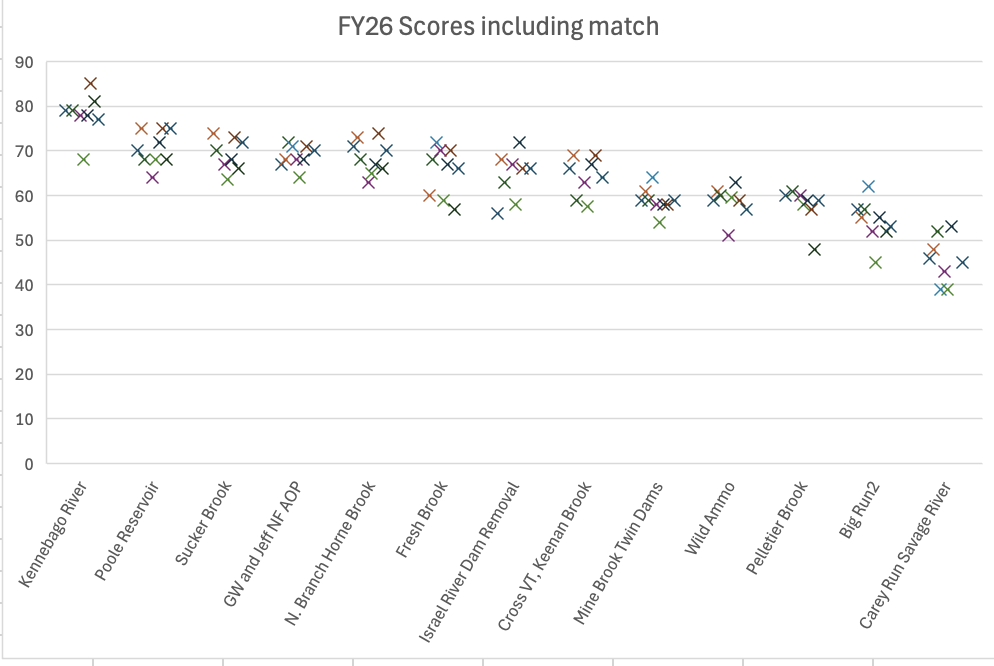 FY26 Scores including match
90
80
70
60
50
40
30
20
10
0
Kennebago River
Poole Reservoir
Sucker Brook
GW and Jeff NF AOP
N. Branch Horne Brook
Fresh Brook
Israel River Dam Removal
Cross VT, Keenan Brook
Mine Brook Twin Dams
Wild Ammo
Pelletier Brook
Big Run2
Carey Run Savage River